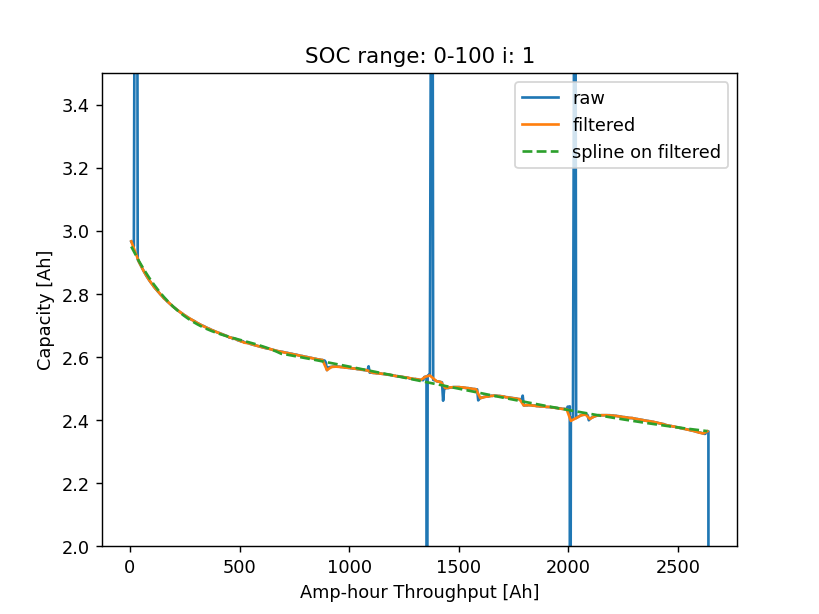 SOC range: 0-100 i: 1
raw
filtered
spline on filtered
3.4
3.2
3.0
2.8
2.6
2.4
2.2
2.0
Capacity [Ah]
0
500
1000
1500
2000
2500
Amp-hour Throughput [Ah]